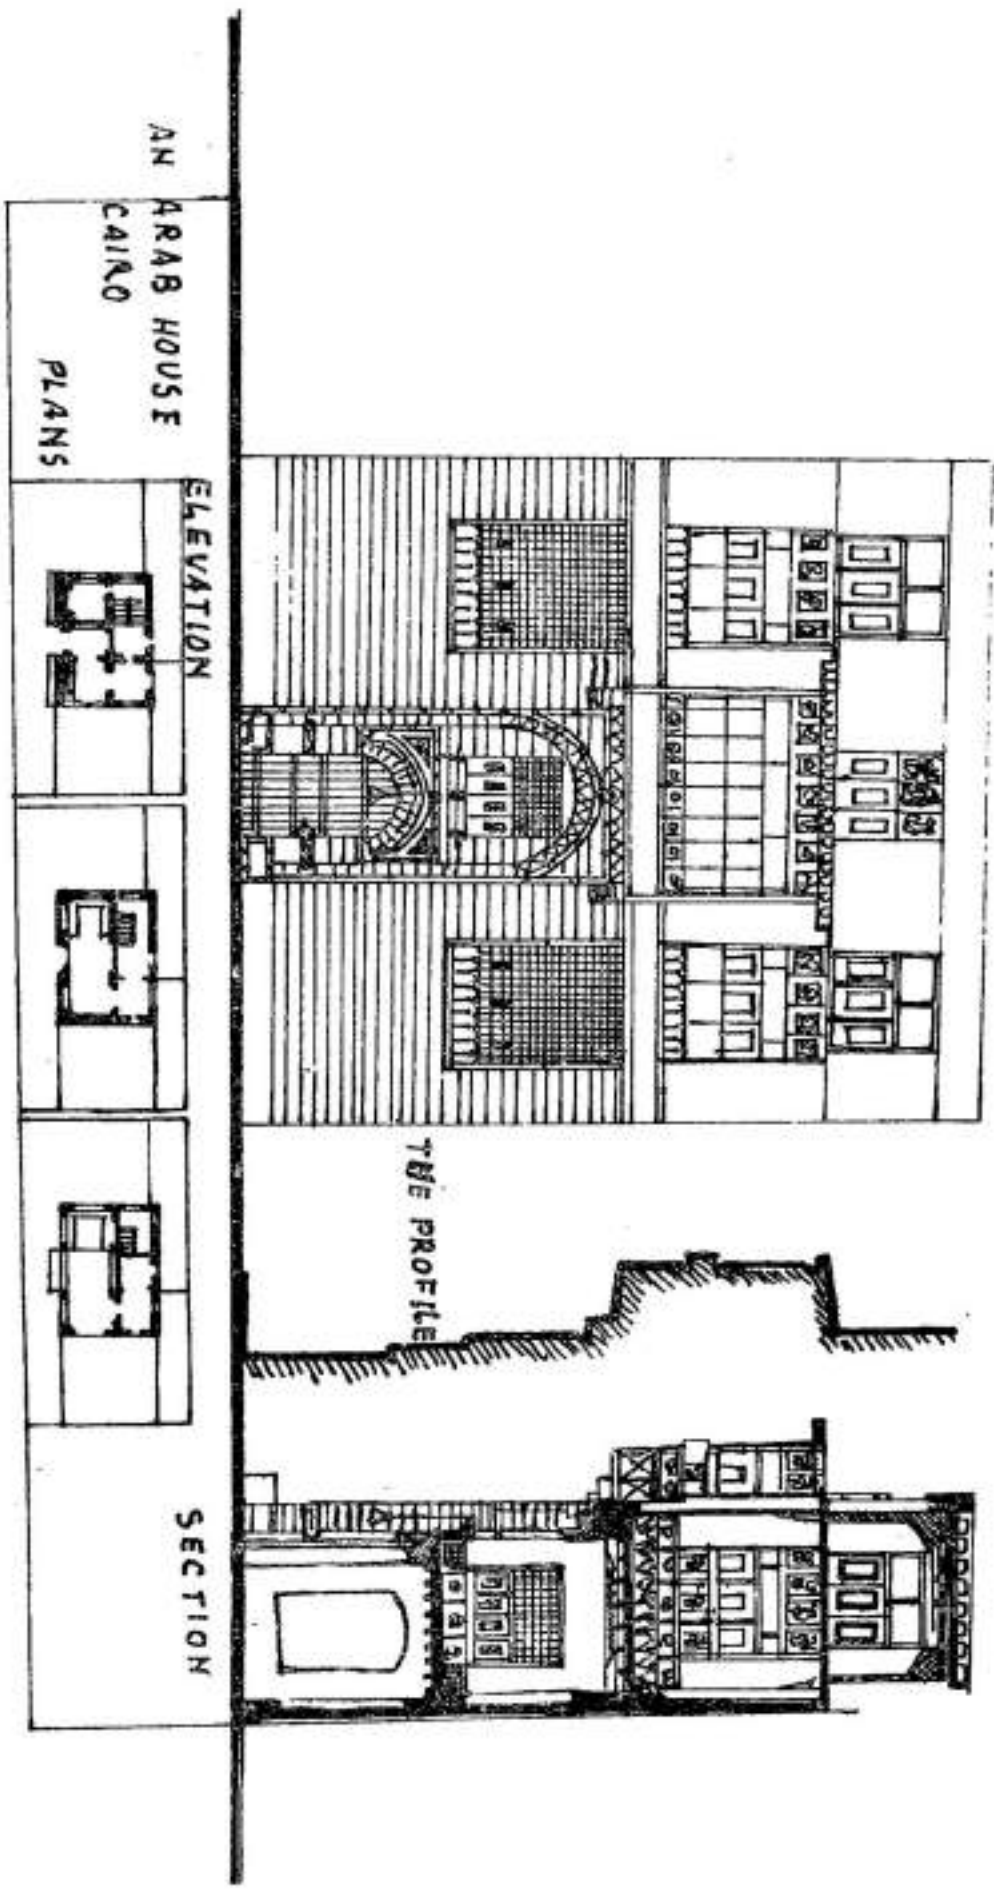 AN ARAB HOUSE
CAIRO
PLANS
ELEVATION
THE PROFILE
SECTION